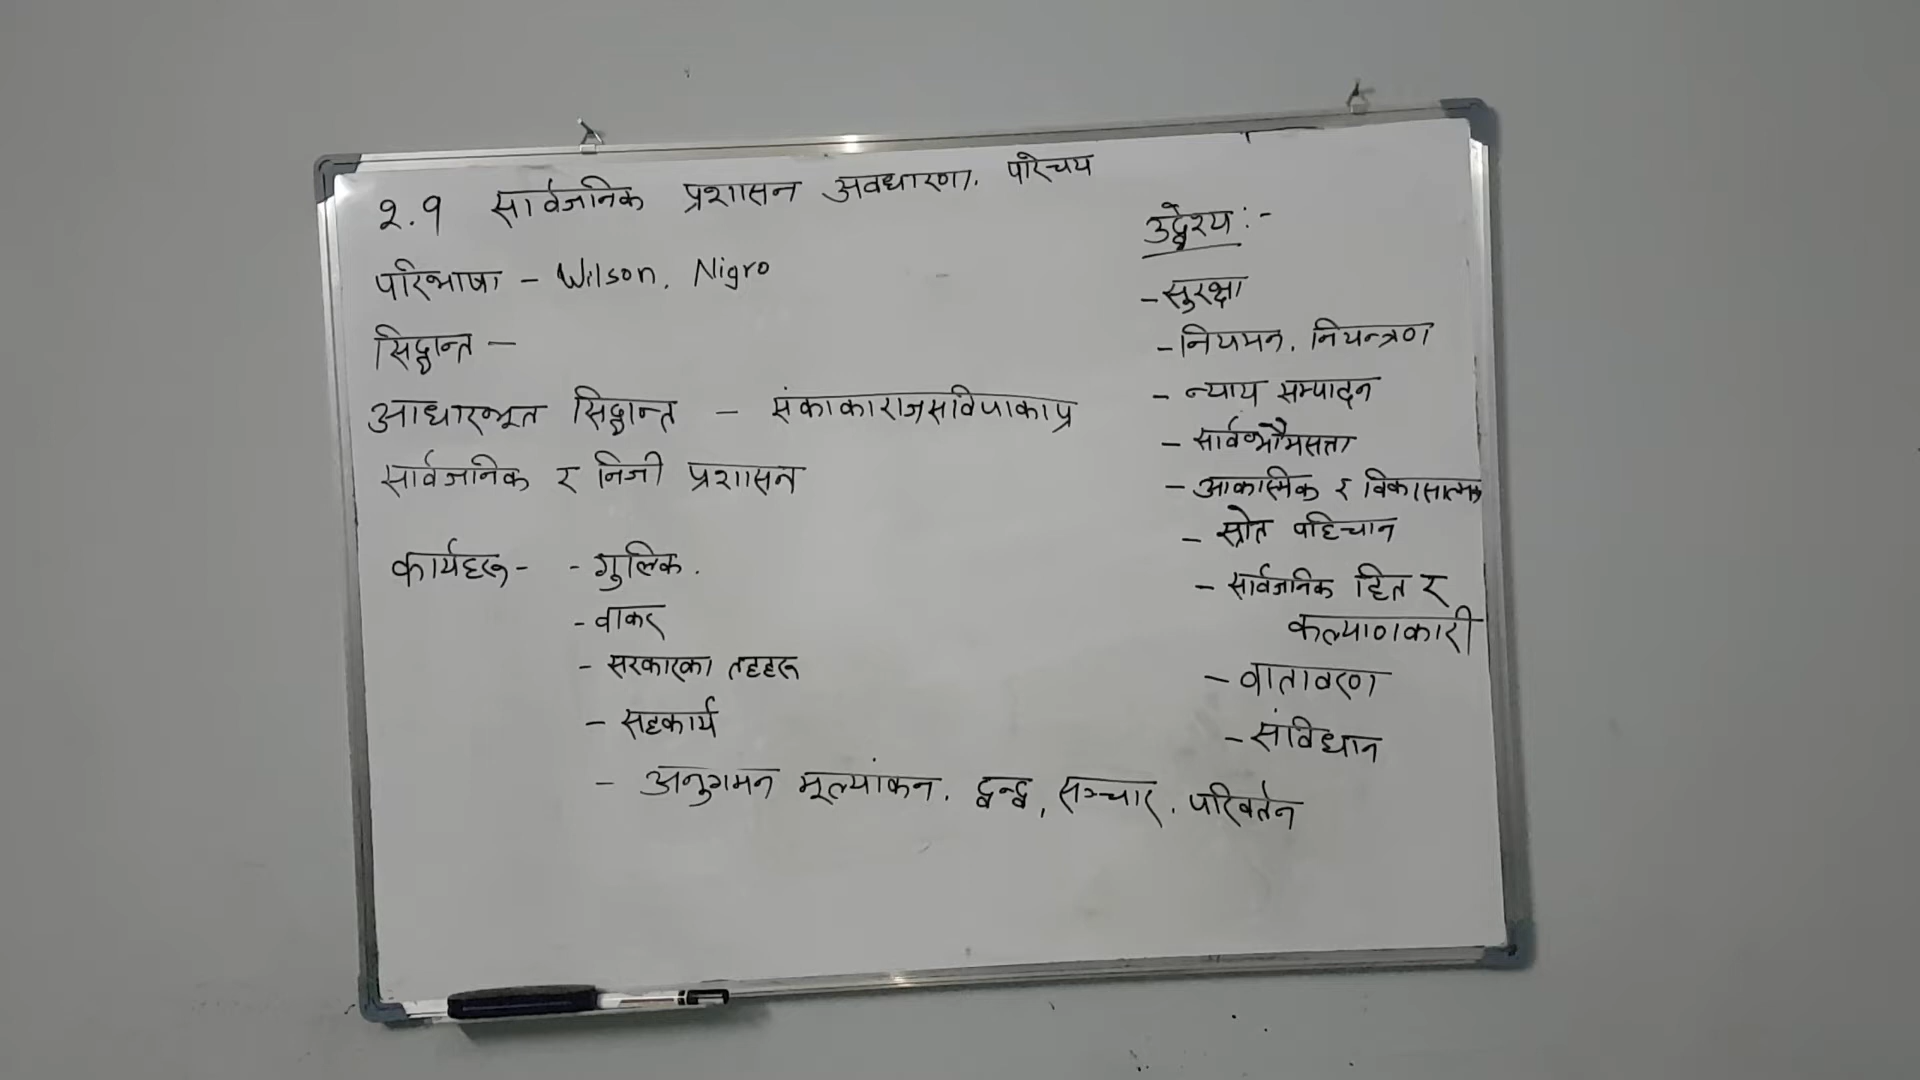 २.१ सार्वजनिक प्रशासन अवधारणा, परिचय
परिभाषा – Wilson, Nigro
सिद्धान्त –
आधारभूत सिद्धान्त – संकाकाराजसविपाकाप्र
सार्वजनिक र निजी प्रशासन
कार्यहरू - - गुलिक.
- वाकर
- सरकारका तहहरू
- सहकार्य
- अनुगमन मूल्यांकन, द्वन्द्व, सञ्चार, परिवर्तन
उद्देश्य :-
- सुरक्षा
- नियमन, नियन्त्रण
- न्याय सम्पादन
- सार्वभौमसत्ता
- आकास्मिक र विकासात्मक
- स्रोत पहिचान
- सार्वजनिक हित र
कल्याणकारी
- वातावरण
- संविधान